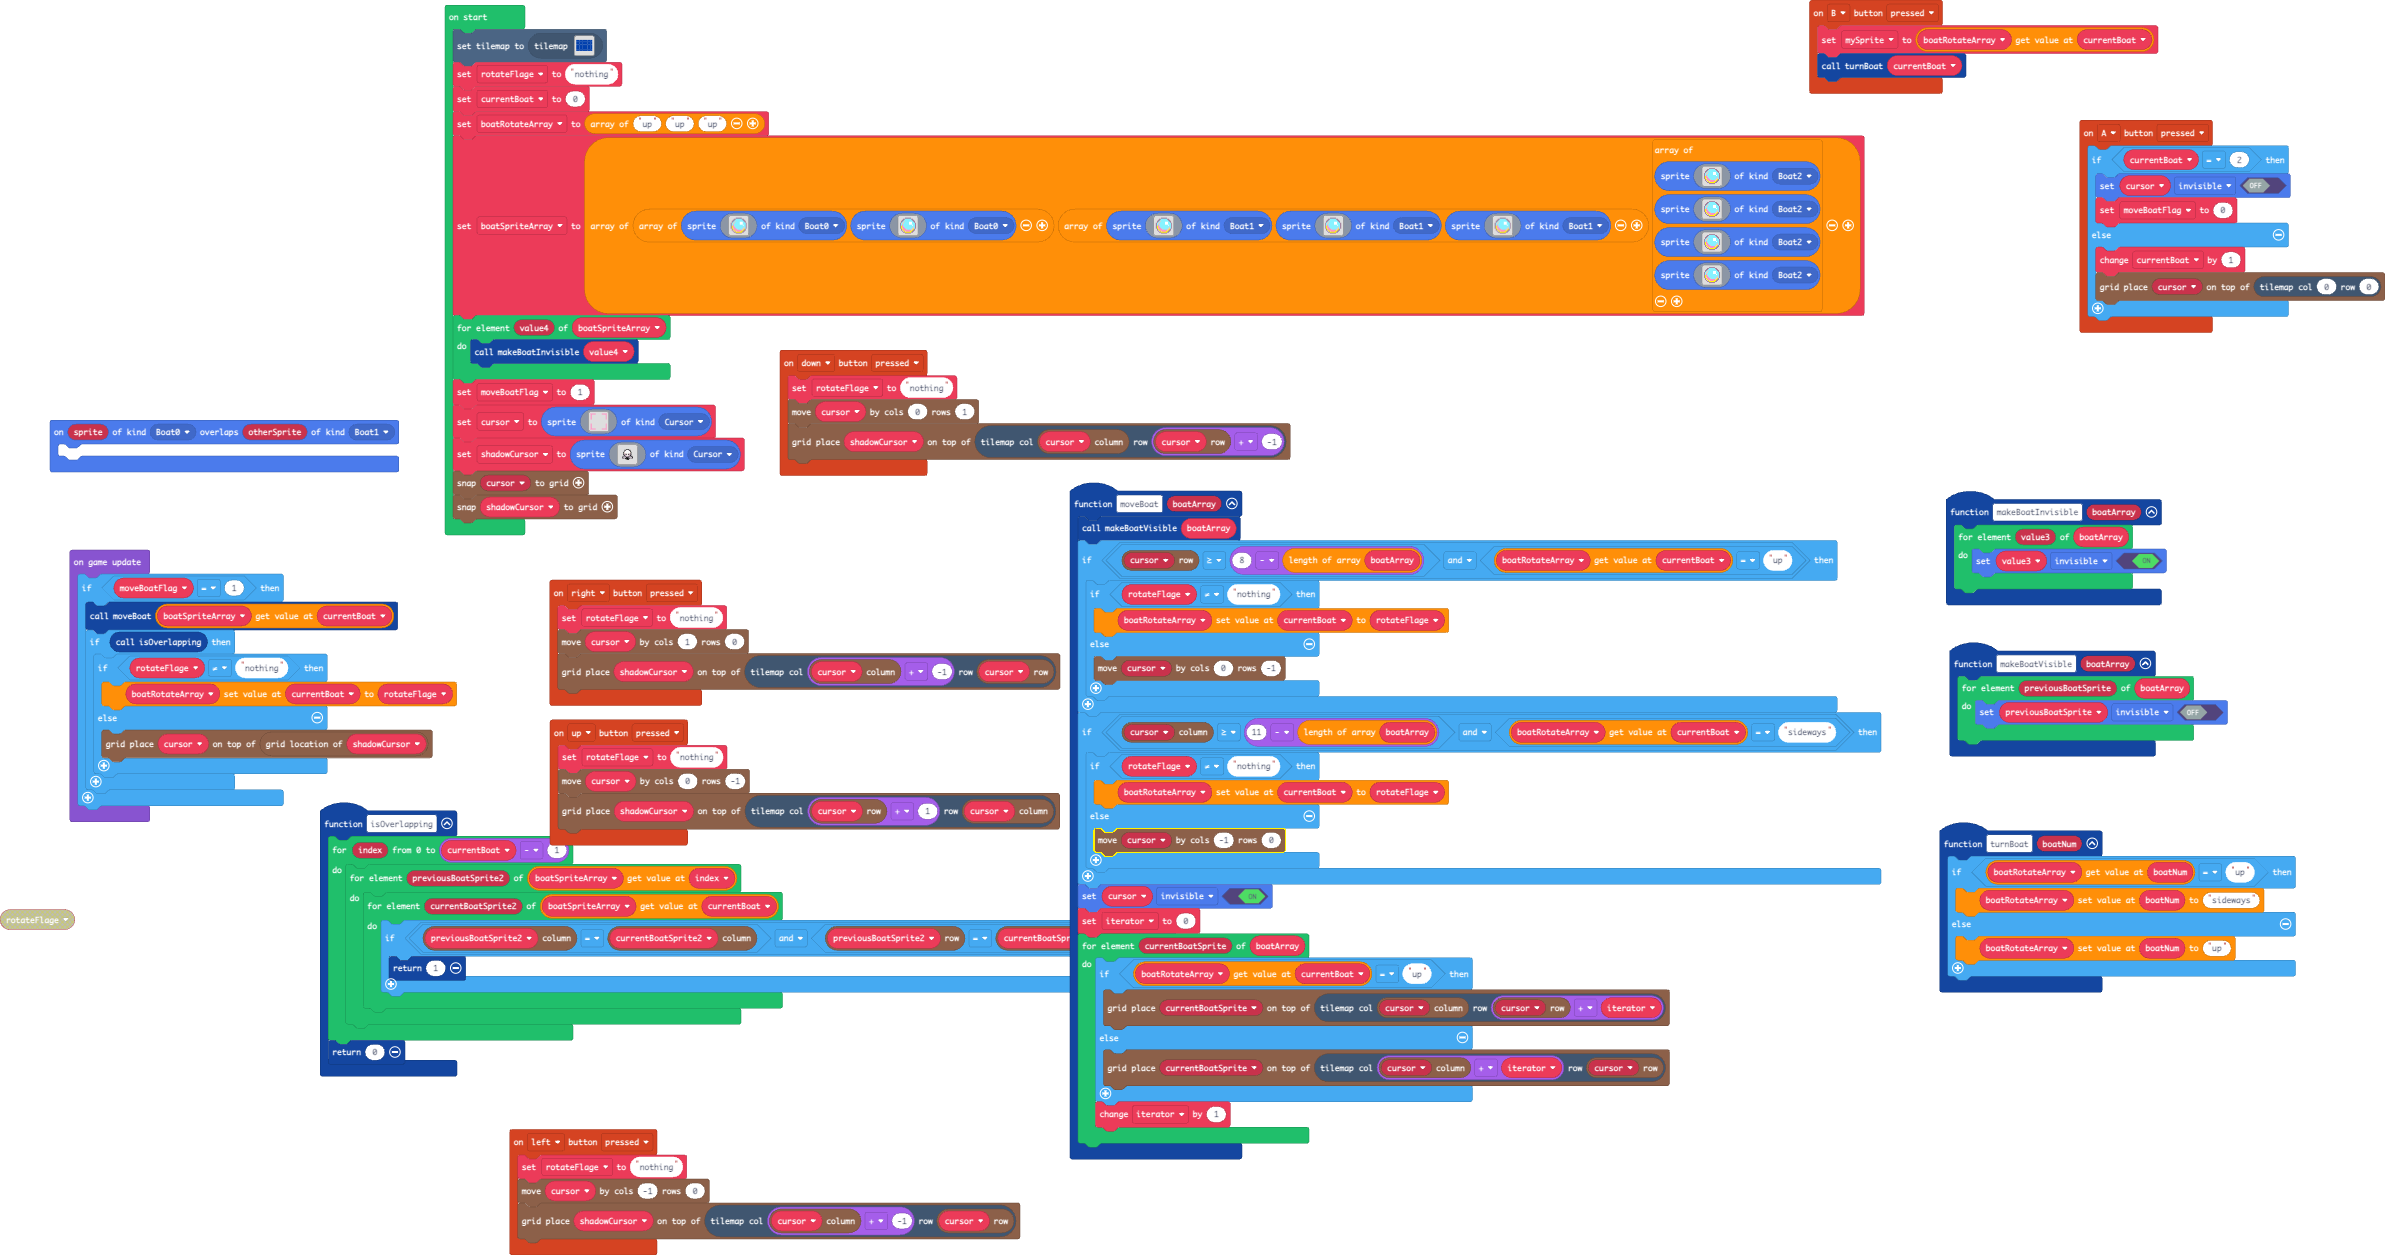 on start
set tilemap to tilemap
set rotateFlage to "nothing"
set currentBoat to 0
set boatRotateArray to array of "up" "up" "up"
set boatSpriteArray to array of array of sprite of kind Boat0 sprite of kind Boat0 array of sprite of kind Boat1 sprite of kind Boat1 sprite of kind Boat1
array of
sprite of kind Boat2
sprite of kind Boat2
sprite of kind Boat2
sprite of kind Boat2
for element value4 of boatSpriteArray
do call makeBoatInvisible value4
set moveBoatFlag to 1
set cursor to sprite of kind Cursor
set shadowCursor to sprite of kind Cursor
snap cursor to grid
snap shadowCursor to grid
on B button pressed
set mySprite to boatRotateArray get value at currentBoat
call turnBoat currentBoat
on A button pressed
if currentBoat = 2 then
set cursor invisible OFF
set moveBoatFlag to 0
else
change currentBoat by 1
grid place cursor on top of tilemap col 0 row 0
on down button pressed
set rotateFlage to "nothing"
move cursor by cols 0 rows 1
grid place shadowCursor on top of tilemap col cursor column row cursor row + -1
on sprite of kind Boat0 overlaps otherSprite of kind Boat1
on game update
if moveBoatFlag = 1 then
call moveBoat boatSpriteArray get value at currentBoat
if call isOverlapping then
if rotateFlage ≠ "nothing" then
boatRotateArray set value at currentBoat to rotateFlage
else
grid place cursor on top of grid location of shadowCursor
on right button pressed
set rotateFlage to "nothing"
move cursor by cols 1 rows 0
grid place shadowCursor on top of tilemap col cursor column + -1 row cursor row
on up button pressed
set rotateFlage to "nothing"
move cursor by cols 0 rows -1
grid place shadowCursor on top of tilemap col cursor row + 1 row cursor column
function isOverlapping
for index from 0 to currentBoat - 1
do for element previousBoatSprite2 of boatSpriteArray get value at index
do for element currentBoatSprite2 of boatSpriteArray get value at currentBoat
do if previousBoatSprite2 column = currentBoatSprite2 column and previousBoatSprite2 row = currentBoatSpr
return 1
return 0
rotateFlage
on left button pressed
set rotateFlage to "nothing"
move cursor by cols -1 rows 0
grid place shadowCursor on top of tilemap col cursor column + -1 row cursor row
function moveBoat boatArray
call makeBoatVisible boatArray
if cursor row ≥ 8 - length of array boatArray and boatRotateArray get value at currentBoat = "up" then
if rotateFlage ≠ "nothing" then
boatRotateArray set value at currentBoat to rotateFlage
else
move cursor by cols 0 rows -1
if cursor column ≥ 11 - length of array boatArray and boatRotateArray get value at currentBoat = "sideways" then
if rotateFlage ≠ "nothing" then
boatRotateArray set value at currentBoat to rotateFlage
else
move cursor by cols -1 rows 0
set cursor invisible ON
set iterator to 0
for element currentBoatSprite of boatArray
do if boatRotateArray get value at currentBoat = "up" then
grid place currentBoatSprite on top of tilemap col cursor column row cursor row + iterator
else
grid place currentBoatSprite on top of tilemap col cursor column + iterator row cursor row
change iterator by 1
function makeBoatInvisible boatArray
for element value3 of boatArray
do set value3 invisible ON
function makeBoatVisible boatArray
for element previousBoatSprite of boatArray
do set previousBoatSprite invisible OFF
function turnBoat boatNum
if boatRotateArray get value at boatNum = "up" then
boatRotateArray set value at boatNum to "sideways"
else
boatRotateArray set value at boatNum to "up"